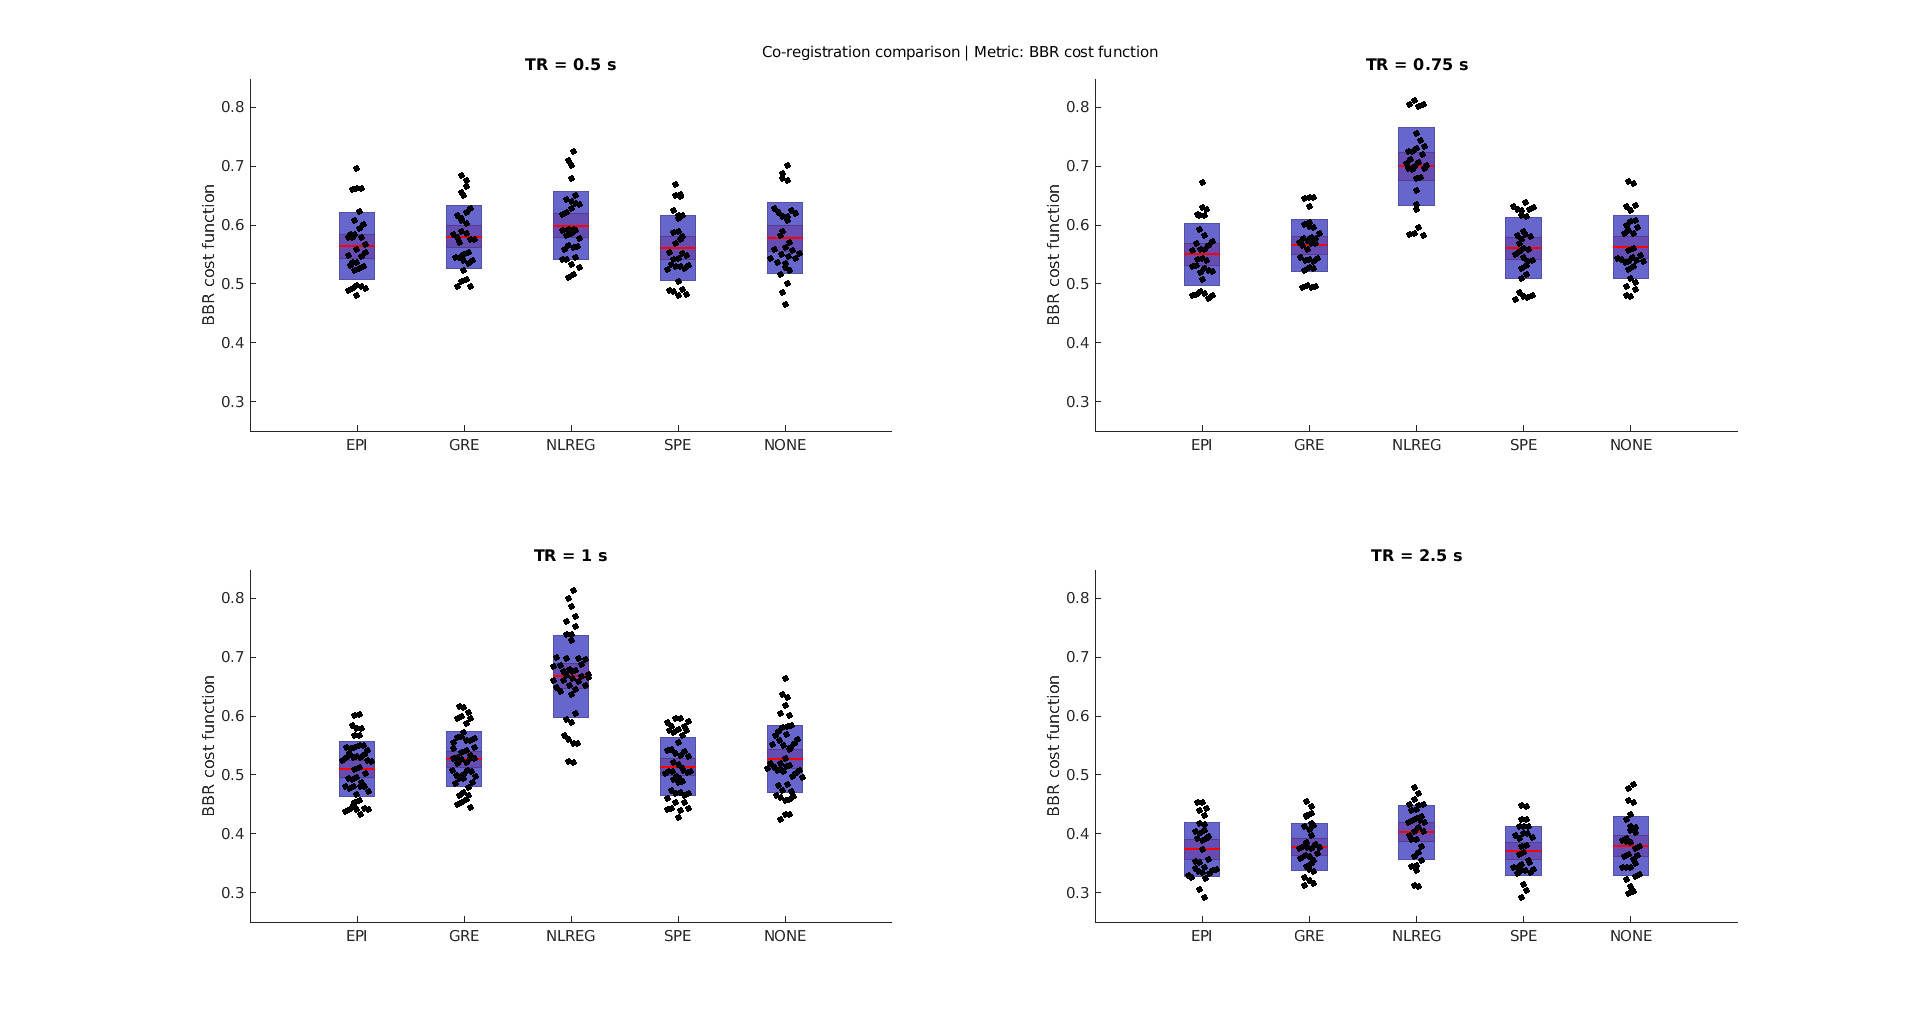 Co-registration comparison | Metric: BBR cost function
TR = 0.5 s
BBR cost function
0.8
0.7
0.6
0.5
0.4
0.3
EPI GRE NLREG SPE NONE
TR = 0.75 s
BBR cost function
0.8
0.7
0.6
0.5
0.4
0.3
EPI GRE NLREG SPE NONE
TR = 1 s
BBR cost function
0.8
0.7
0.6
0.5
0.4
0.3
EPI GRE NLREG SPE NONE
TR = 2.5 s
BBR cost function
0.8
0.7
0.6
0.5
0.4
0.3
EPI GRE NLREG SPE NONE